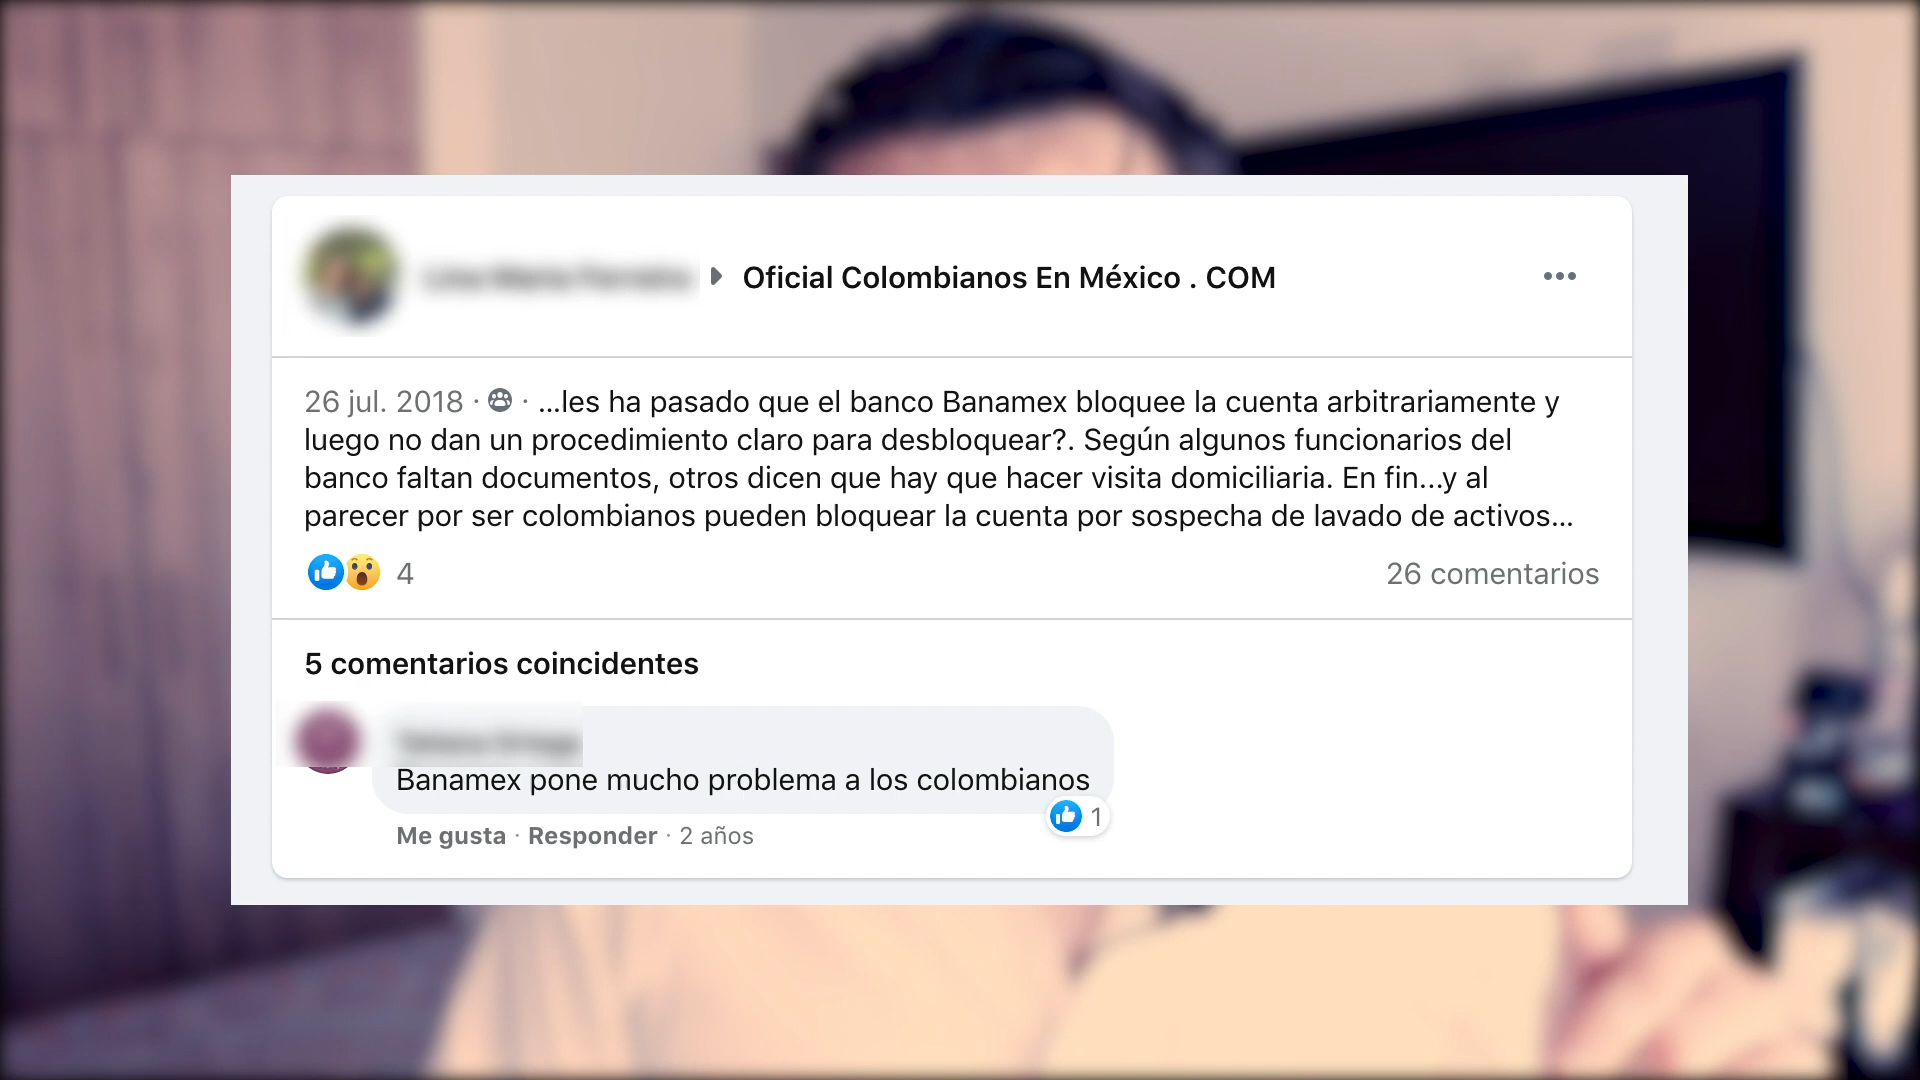 Oficial Colombianos En México . COM
26 jul. 2018 · · ...les ha pasado que el banco Banamex bloquee la cuenta arbitrariamente y
luego no dan un procedimiento claro para desbloquear?. Según algunos funcionarios del
banco faltan documentos, otros dicen que hay que hacer visita domiciliaria. En fin...y al
parecer por ser colombianos pueden bloquear la cuenta por sospecha de lavado de activos...
4
26 comentarios
5 comentarios coincidentes
Banamex pone mucho problema a los colombianos
1
Me gusta · Responder · 2 años